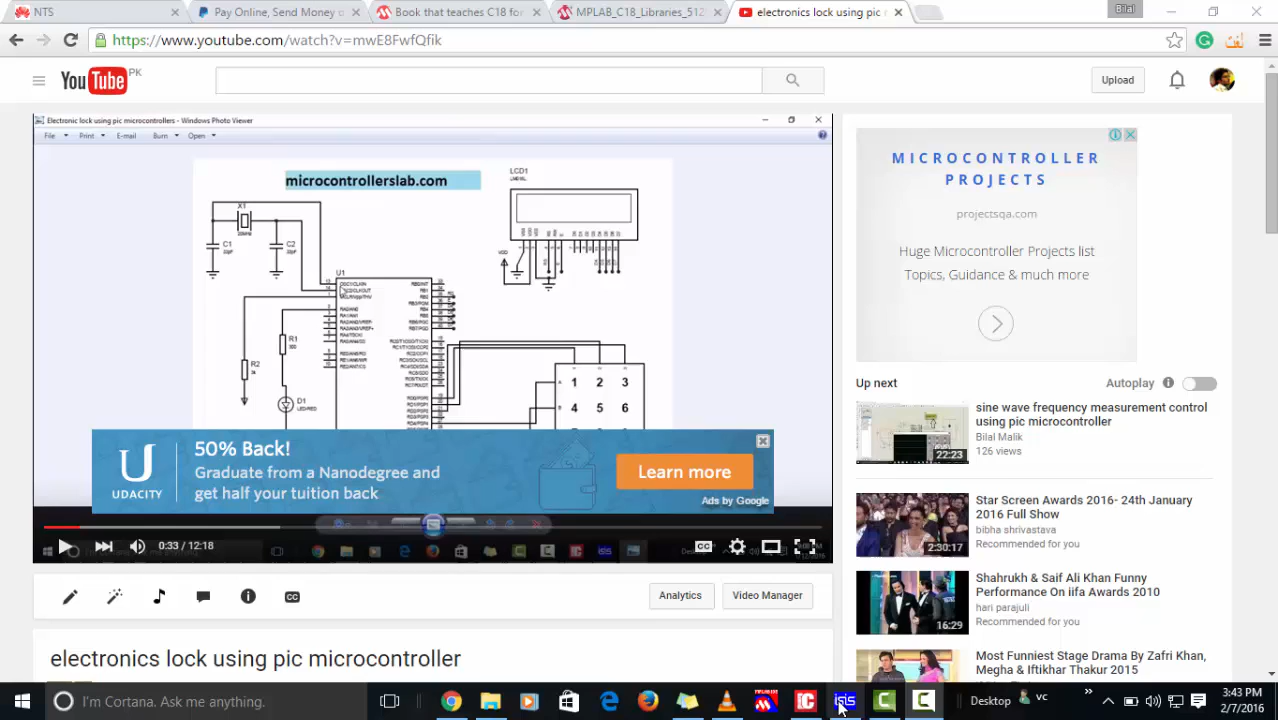 NTS
Pay Online, Send Money o
Book that teaches C18 for
MPLAB_C18_Libraries_512
electronics lock using pic r
Bilal
https://www.youtube.com/watch?v=mwE8FwfQfik
YouTube PK
Upload
Electronic lock using pic microcontrollers - Windows Photo Viewer
File Print E-mail Burn Open
microcontrollerslab.com
LCD1
X1
C1
C2
U1
R1
R2
D1
VDD
1 2 3
4 5 6
A
50% Back!
Graduate from a Nanodegree and
get half your tuition back
UDACITY
Learn more
Ads by Google
0:33 / 12:18
CC
Analytics
Video Manager
electronics lock using pic microcontroller
MICROCONTROLLER
PROJECTS
projectsqa.com
Huge Microcontroller Projects list
Topics, Guidance & much more
Up next
Autoplay
sine wave frequency measurement control
using pic microcontroller
Bilal Malik
126 views
22:23
Star Screen Awards 2016- 24th January
2016 Full Show
bibha shrivastava
Recommended for you
2:30:17
Shahrukh & Saif Ali Khan Funny
Performance On iifa Awards 2010
hari parajuli
Recommended for you
16:29
Most Funniest Stage Drama By Zafri Khan,
Megha & Iftikhar Thakur 2015
I'm Cortana. Ask me anything.
IC
isis
Desktop
vc
3:43 PM
2/7/2016